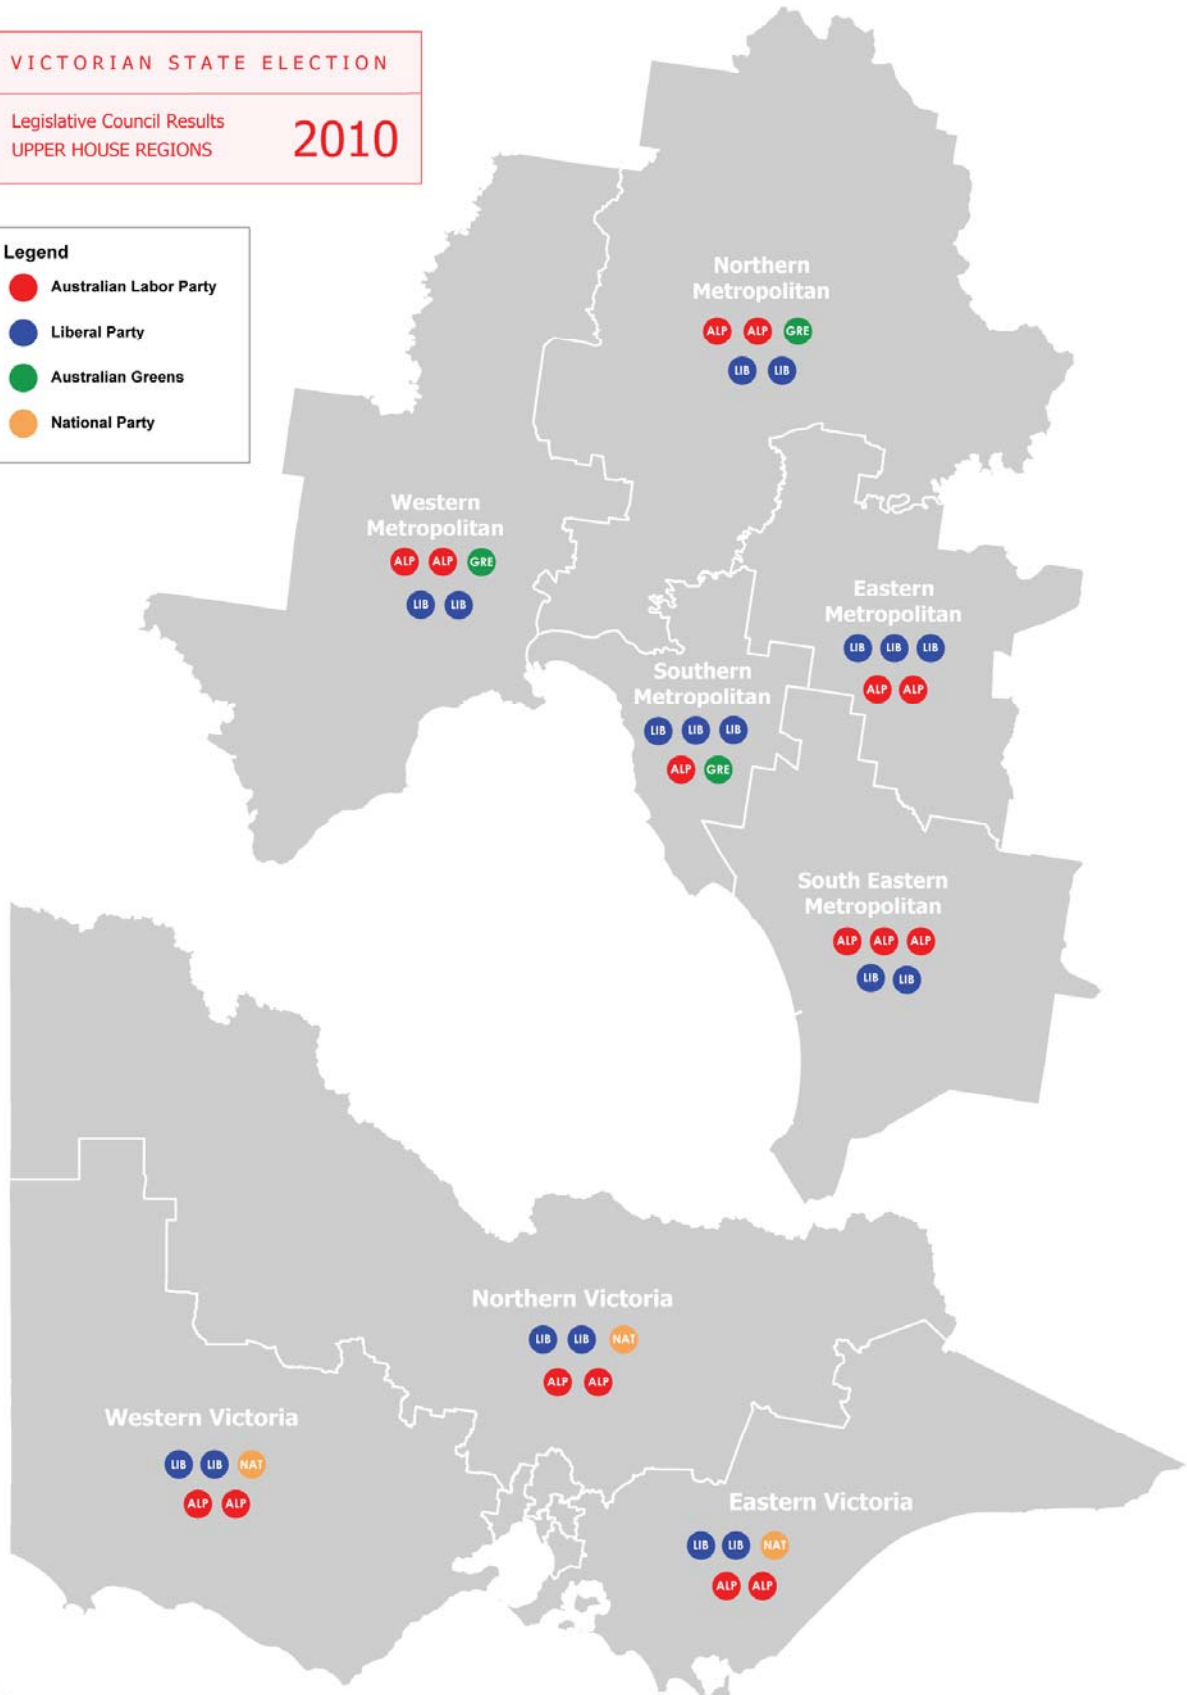 VICTORIAN STATE ELECTION
Legislative Council Results
UPPER HOUSE REGIONS
2010
Legend
Australian Labor Party
Liberal Party
Australian Greens
National Party
Northern
Metropolitan
ALP ALP GRE
LIB LIB
Western
Metropolitan
ALP ALP GRE
LIB LIB
Eastern
Metropolitan
LIB LIB LIB
ALP ALP
Southern
Metropolitan
LIB LIB LIB
ALP GRE
South Eastern
Metropolitan
ALP ALP ALP
LIB LIB
Northern Victoria
LIB LIB NAT
ALP ALP
Western Victoria
LIB LIB NAT
ALP ALP
Eastern Victoria
LIB LIB NAT
ALP ALP